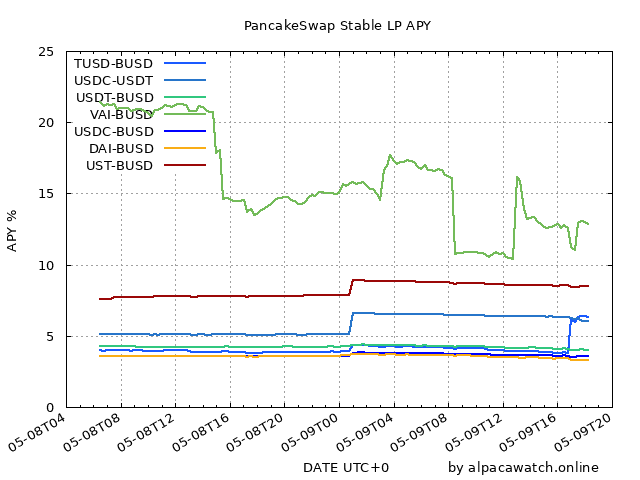 PancakeSwap Stable LP APY
25
20
15
10
5
0
APY %
TUSD-BUSD
USDC-USDT
USDT-BUSD
VAI-BUSD
USDC-BUSD
DAI-BUSD
UST-BUSD
05-08T04
05-08T08
05-08T12
05-08T16
05-08T20
05-09T00
05-09T04
05-09T08
05-09T12
05-09T16
05-09T20
DATE UTC+0
by alpacawatch.online